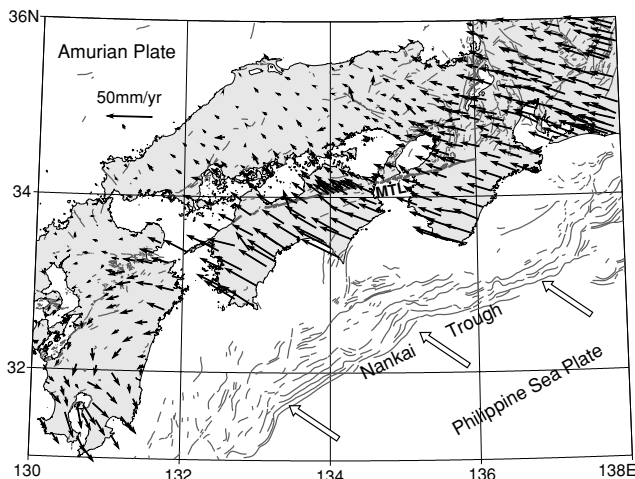 36N
Amurian Plate
50mm/yr
34
MTL
Nankai
Trough
32
Philippine Sea Plate
130
132
134
136
138E